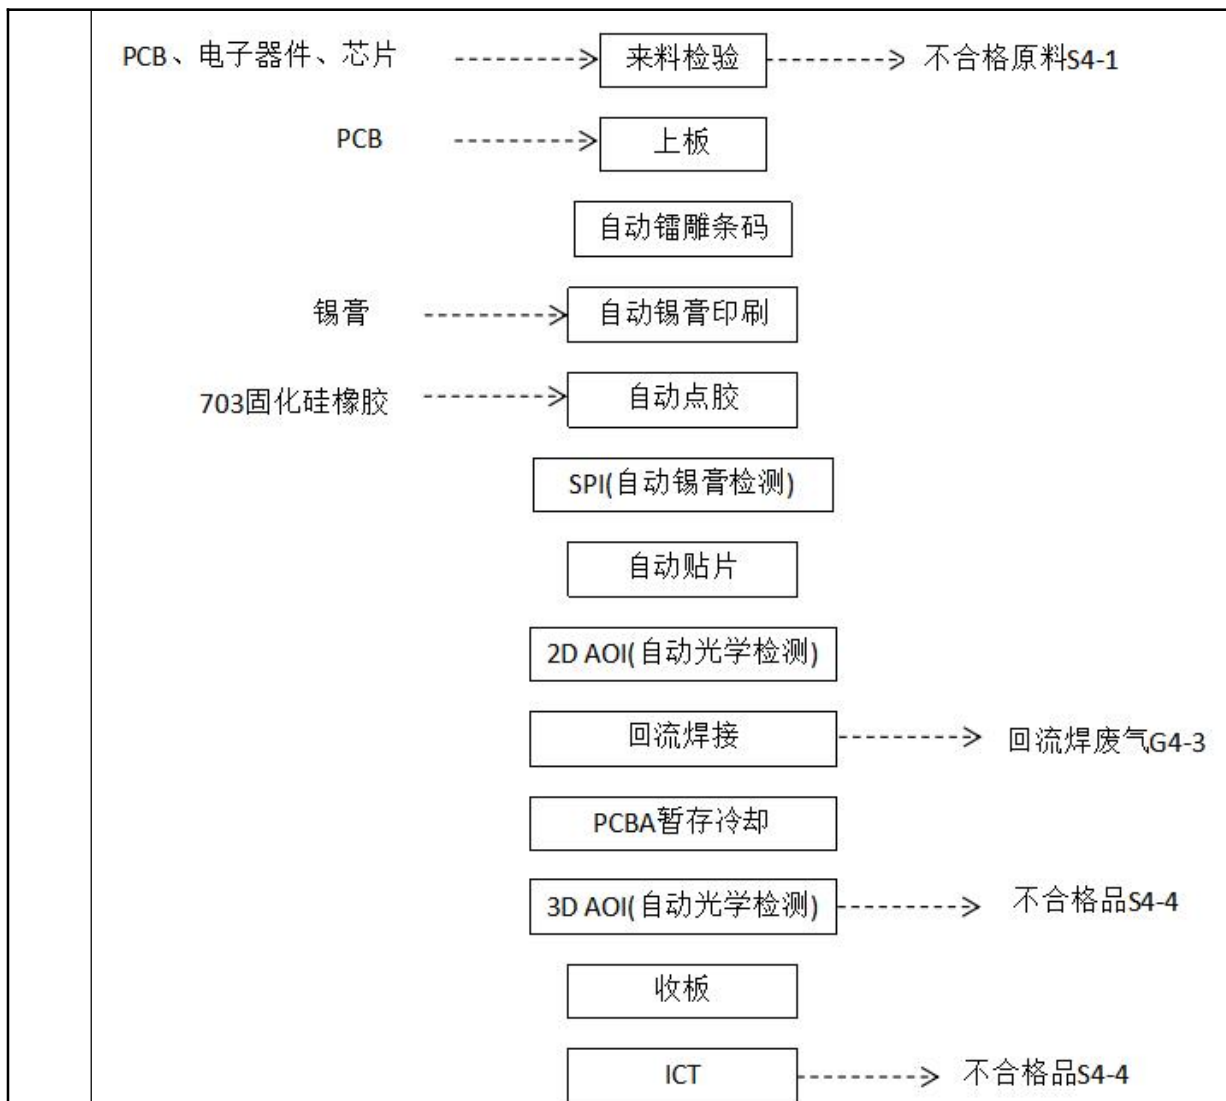 PCB、电子器件、芯片 来料检验 不合格原料S4-1
PCB 上板
自动镭雕条码
锡膏 自动锡膏印刷
703固化硅橡胶 自动点胶
SPI(自动锡膏检测)
自动贴片
2D AOI(自动光学检测)
回流焊接 回流焊废气G4-3
PCBA暂存冷却
3D AOI(自动光学检测) 不合格品S4-4
收板
ICT 不合格品S4-4